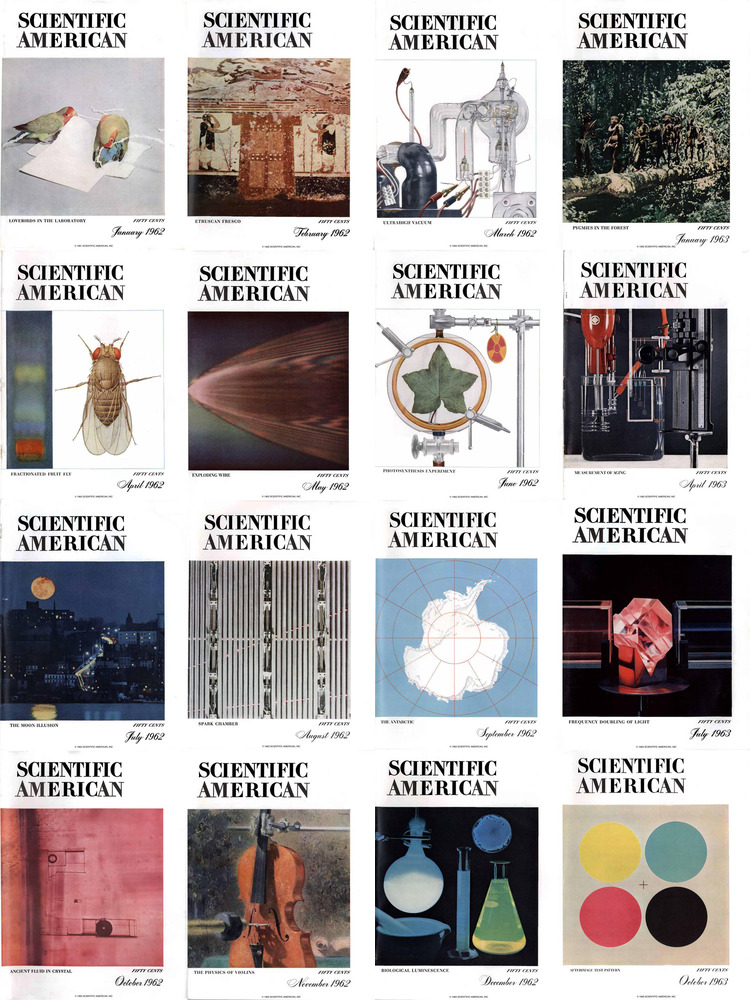 SCIENTIFIC
AMERICAN
LOVEBIRDS IN THE LABORATORY
FIFTY CENTS
January 1962
SCIENTIFIC
AMERICAN
ETRUSCAN FRESCO
FIFTY CENTS
February 1962
SCIENTIFIC
AMERICAN
ULTRAHIGH VACUUM
FIFTY CENTS
March 1962
SCIENTIFIC
AMERICAN
PYGMIES IN THE FOREST
FIFTY CENTS
January 1963
SCIENTIFIC
AMERICAN
FRACTIONATED FRUIT FLY
FIFTY CENTS
April 1962
SCIENTIFIC
AMERICAN
EXPLODING WIRE
FIFTY CENTS
May 1962
SCIENTIFIC
AMERICAN
PHOTOSYNTHESIS EXPERIMENT
FIFTY CENTS
June 1962
SCIENTIFIC
AMERICAN
MEASUREMENT OF AGING
FIFTY CENTS
April 1963
SCIENTIFIC
AMERICAN
THE MOON ILLUSION
FIFTY CENTS
July 1962
SCIENTIFIC
AMERICAN
SPARK CHAMBER
FIFTY CENTS
August 1962
SCIENTIFIC
AMERICAN
THE ANTARCTIC
FIFTY CENTS
September 1962
SCIENTIFIC
AMERICAN
FREQUENCY DOUBLING OF LIGHT
FIFTY CENTS
July 1963
SCIENTIFIC
AMERICAN
ANCIENT FLUID IN CRYSTAL
FIFTY CENTS
October 1962
SCIENTIFIC
AMERICAN
THE PHYSICS OF VIOLINS
FIFTY CENTS
November 1962
SCIENTIFIC
AMERICAN
BIOLOGICAL LUMINESCENCE
FIFTY CENTS
December 1962
SCIENTIFIC
AMERICAN
AFTERIMAGE TEST PATTERN
FIFTY CENTS
October 1963